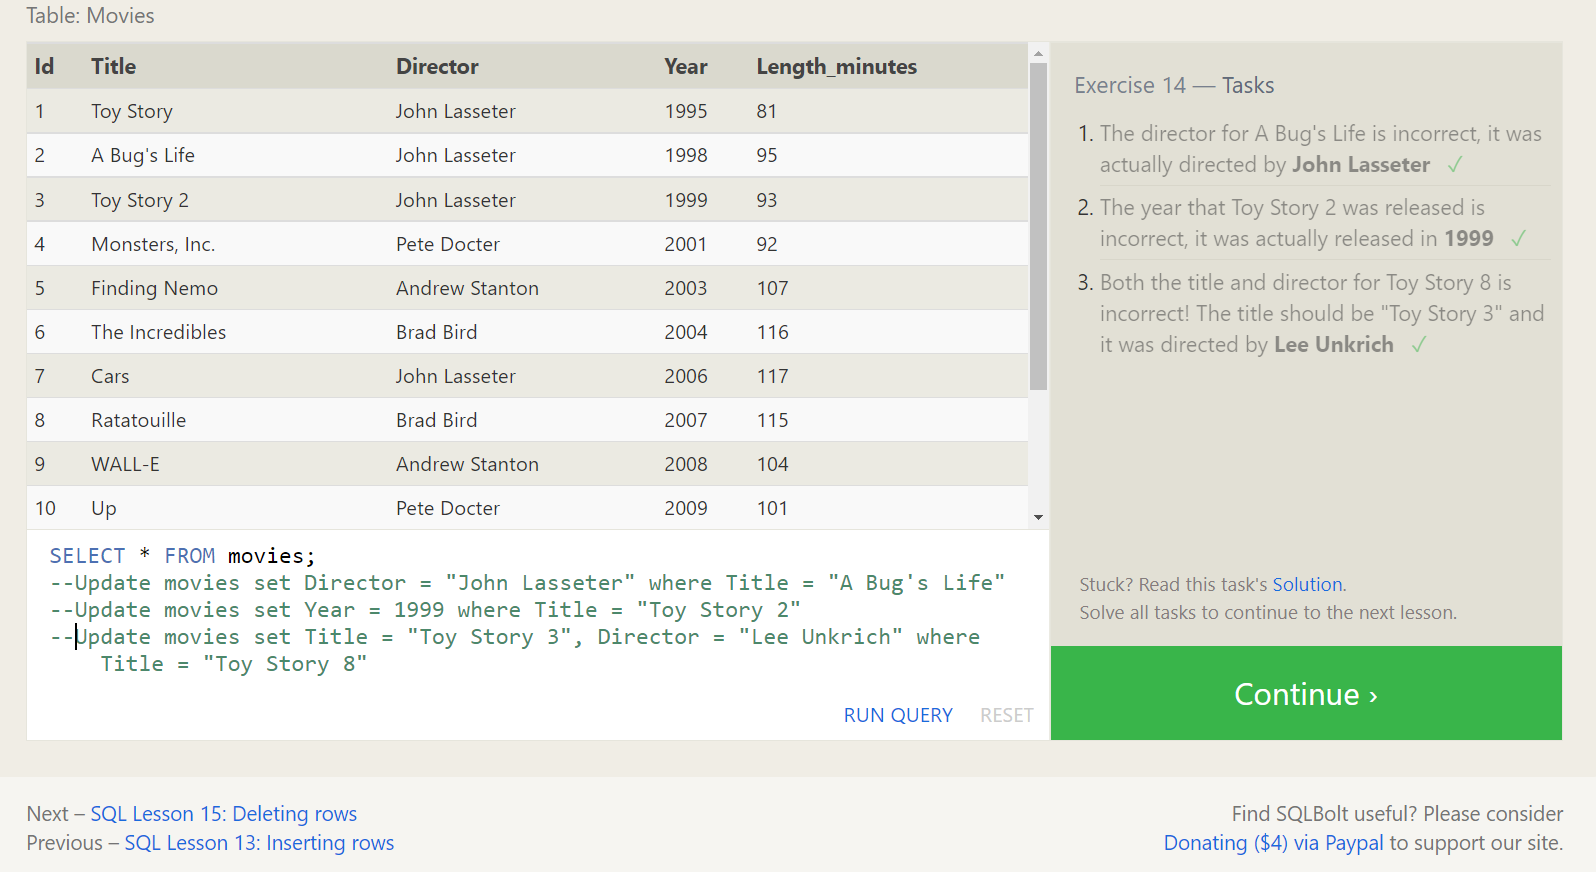 Table: Movies
Id Title Director Year Length_minutes
1 Toy Story John Lasseter 1995 81
2 A Bug's Life John Lasseter 1998 95
3 Toy Story 2 John Lasseter 1999 93
4 Monsters, Inc. Pete Docter 2001 92
5 Finding Nemo Andrew Stanton 2003 107
6 The Incredibles Brad Bird 2004 116
7 Cars John Lasseter 2006 117
8 Ratatouille Brad Bird 2007 115
9 WALL-E Andrew Stanton 2008 104
10 Up Pete Docter 2009 101
SELECT * FROM movies;
--Update movies set Director = "John Lasseter" where Title = "A Bug's Life"
--Update movies set Year = 1999 where Title = "Toy Story 2"
--Update movies set Title = "Toy Story 3", Director = "Lee Unkrich" where
Title = "Toy Story 8"
RUN QUERY RESET
Exercise 14 — Tasks
1. The director for A Bug's Life is incorrect, it was
actually directed by John Lasseter ✓
2. The year that Toy Story 2 was released is
incorrect, it was actually released in 1999 ✓
3. Both the title and director for Toy Story 8 is
incorrect! The title should be "Toy Story 3" and
it was directed by Lee Unkrich ✓
Stuck? Read this task's Solution.
Solve all tasks to continue to the next lesson.
Continue ›
Next – SQL Lesson 15: Deleting rows
Previous – SQL Lesson 13: Inserting rows
Find SQLBolt useful? Please consider
Donating ($4) via Paypal to support our site.